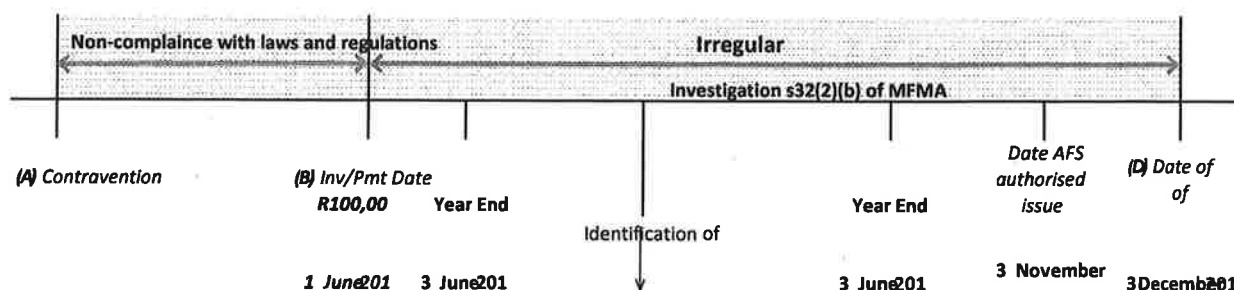 Non-complaince with laws and regulations
Irregular
Investigation s32(2)(b) of MFMA
(A) Contravention
(B) Inv/Pmt Date
R100,00
Year End
Identification of
Year End
Date AFS
authorised
issue
(D) Date of
of
1 June201
3 June201
3 June201
3 November
3December201